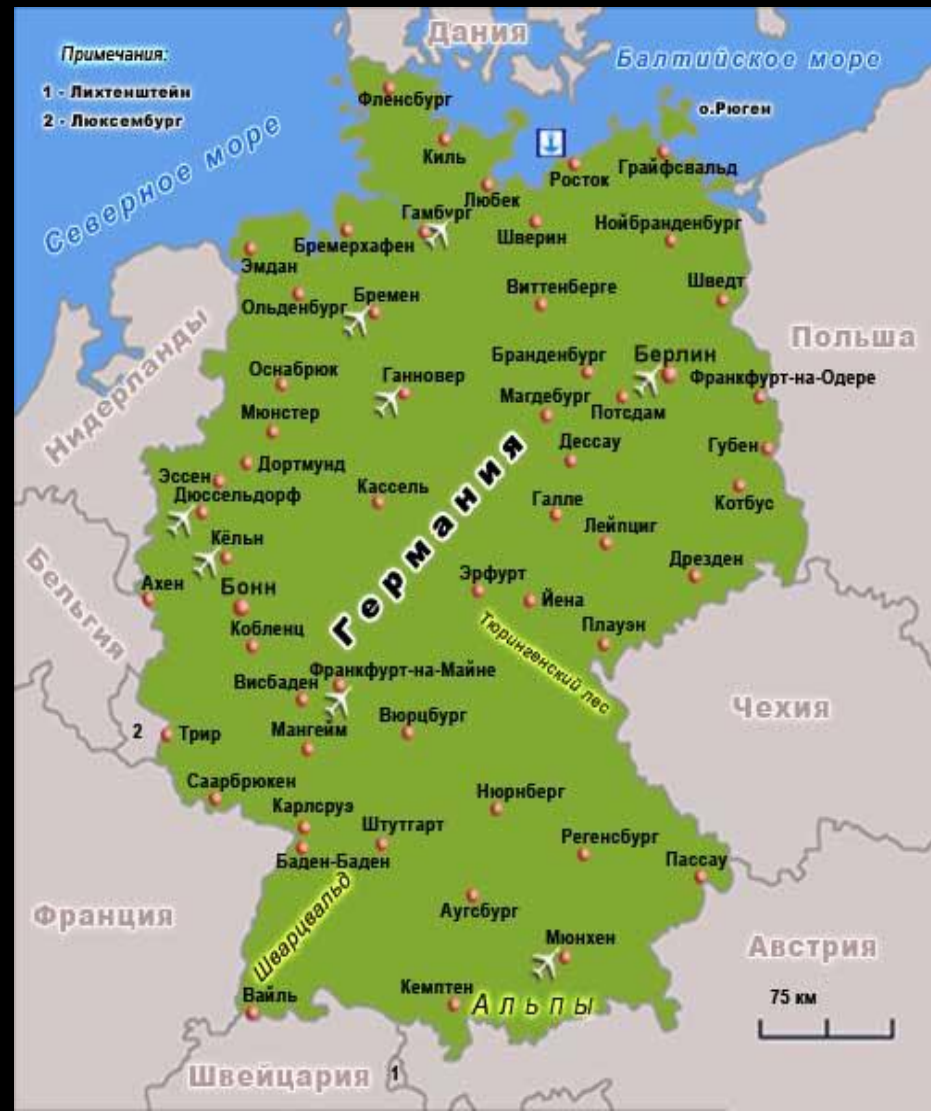 Дания
Примечания:
Балтийское море
1 - Лихтенштейн
2 - Люксембург
Фленсбург
о.Рюген
Северное море
Киль
Росток
Грайфсвальд
Любек
Гамбург
Шверин
Нойбранденбург
Бремерхафен
Эмдан
Ольденбург
Бремен
Виттенберге
Шведт
Нидерланды
Польша
Бранденбург
Берлин
Оснабрюк
Ганновер
Франкфурт-на-Одере
Магдебург
Потсдам
Мюнстер
Дессау
Губен
Дортмунд
Эссен
Дюссельдорф
Кассель
Галле
Котбус
Германия
Лейпциг
Кёльн
Бельгия
Дрезден
Ахен
Бонн
Эрфурт
Йена
Кобленц
Плауэн
Тюрингенский лес
Франкфурт-на-Майне
Висбаден
Чехия
Вюрцбург
2
Трир
Мангейм
Саарбрюкен
Нюрнберг
Карлсруэ
Штутгарт
Регенсбург
Баден-Баден
Пассау
Франция
Шварцвальд
Аугсбург
Мюнхен
Австрия
Вайль
Кемптен
Альпы
75 км
Швейцария
1